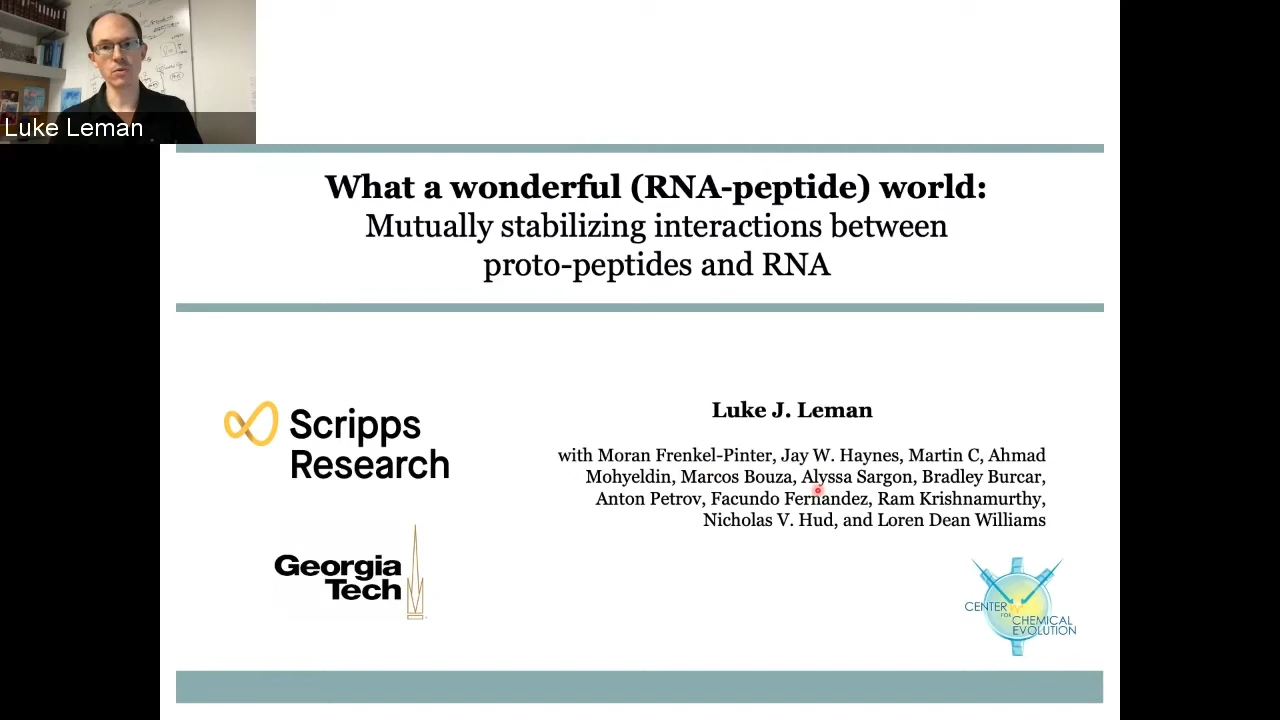 Luke Leman
What a wonderful (RNA-peptide) world:
Mutually stabilizing interactions between
proto-peptides and RNA
Scripps
Research
Luke J. Leman
with Moran Frenkel-Pinter, Jay W. Haynes, Martin C, Ahmad
Mohyeldin, Marcos Bouza, Alyssa Sargon, Bradley Burcar,
Anton Petrov, Facundo Fernandez, Ram Krishnamurthy,
Nicholas V. Hud, and Loren Dean Williams
Georgia
Tech
CENTER
FOR
CHEMICAL
EVOLUTION